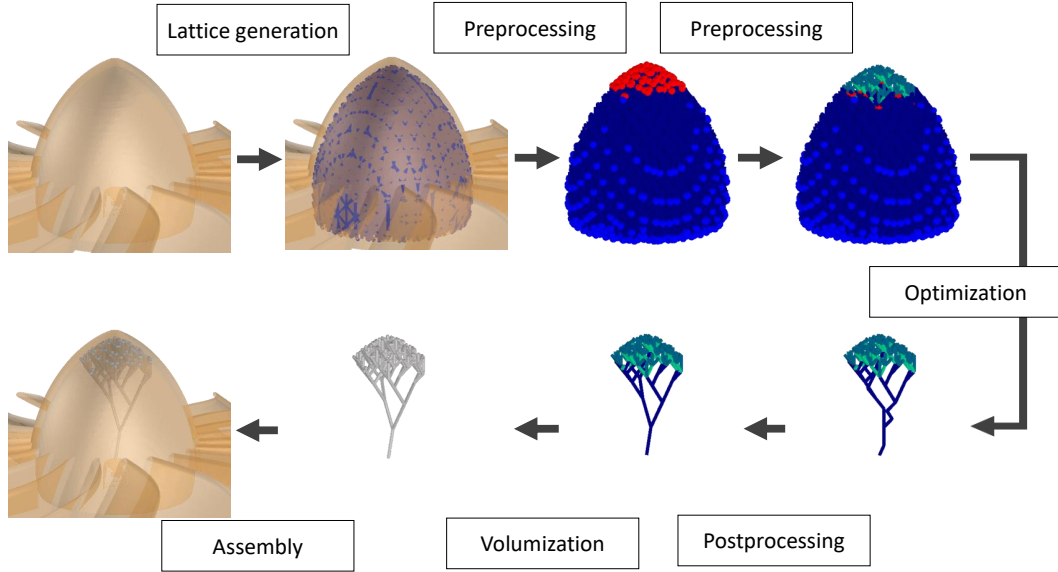 Lattice generation
Preprocessing
Preprocessing
Optimization
Assembly
Volumization
Postprocessing